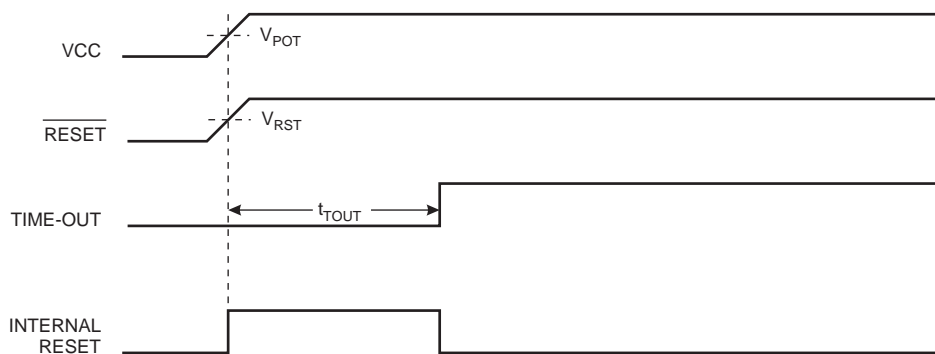 VCC
V_POT
RESET
V_RST
TIME-OUT
t_TOUT
INTERNAL
RESET